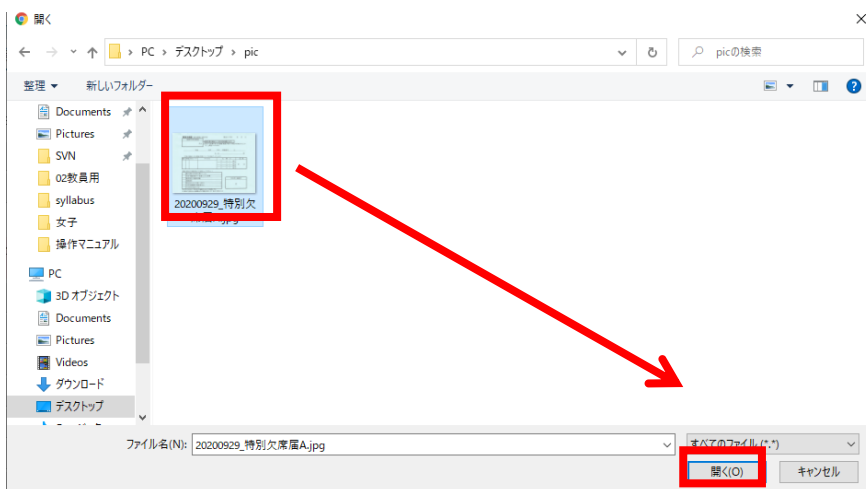 開く
PC › デスクトップ › pic
picの検索
整理
新しいフォルダー
Documents
Pictures
SVN
02教員用
syllabus
女子
操作マニュアル
PC
3D オブジェクト
Documents
Pictures
Videos
ダウンロード
デスクトップ
20200929_特別欠
ファイル名(N):
20200929_特別欠席届A.jpg
すべてのファイル (*.*)
開く(O)
キャンセル